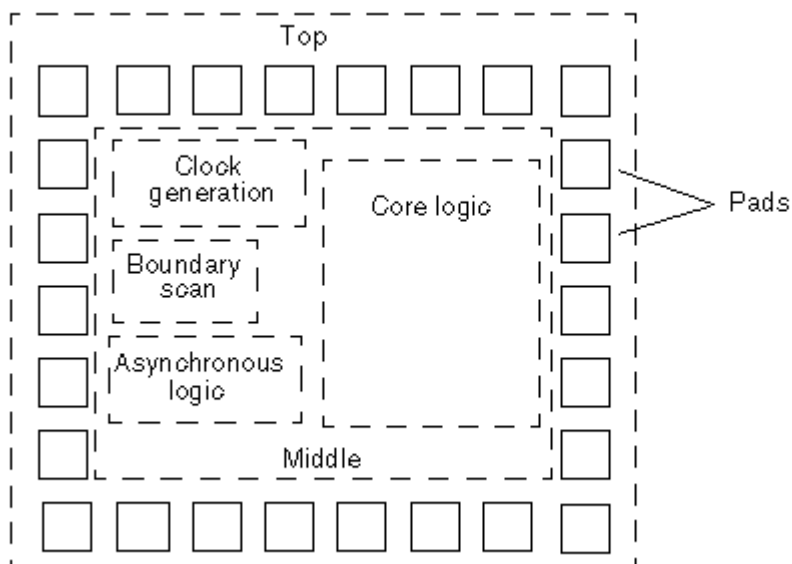 Top
Clock
generation
Core logic
Pads
Boundary
scan
Asynchronous
logic
Middle